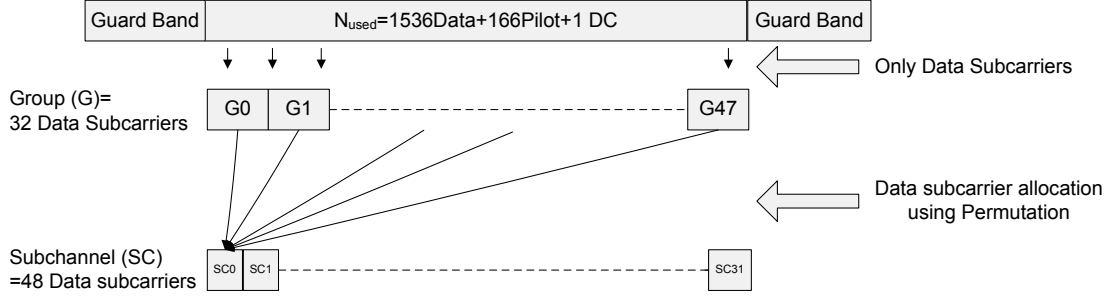 Guard Band
Nused=1536Data+166Pilot+1 DC
Guard Band
Only Data Subcarriers
Group (G)=
32 Data Subcarriers
G0
G1
G47
Data subcarrier allocation
using Permutation
Subchannel (SC)
=48 Data subcarriers
SC0
SC1
SC31